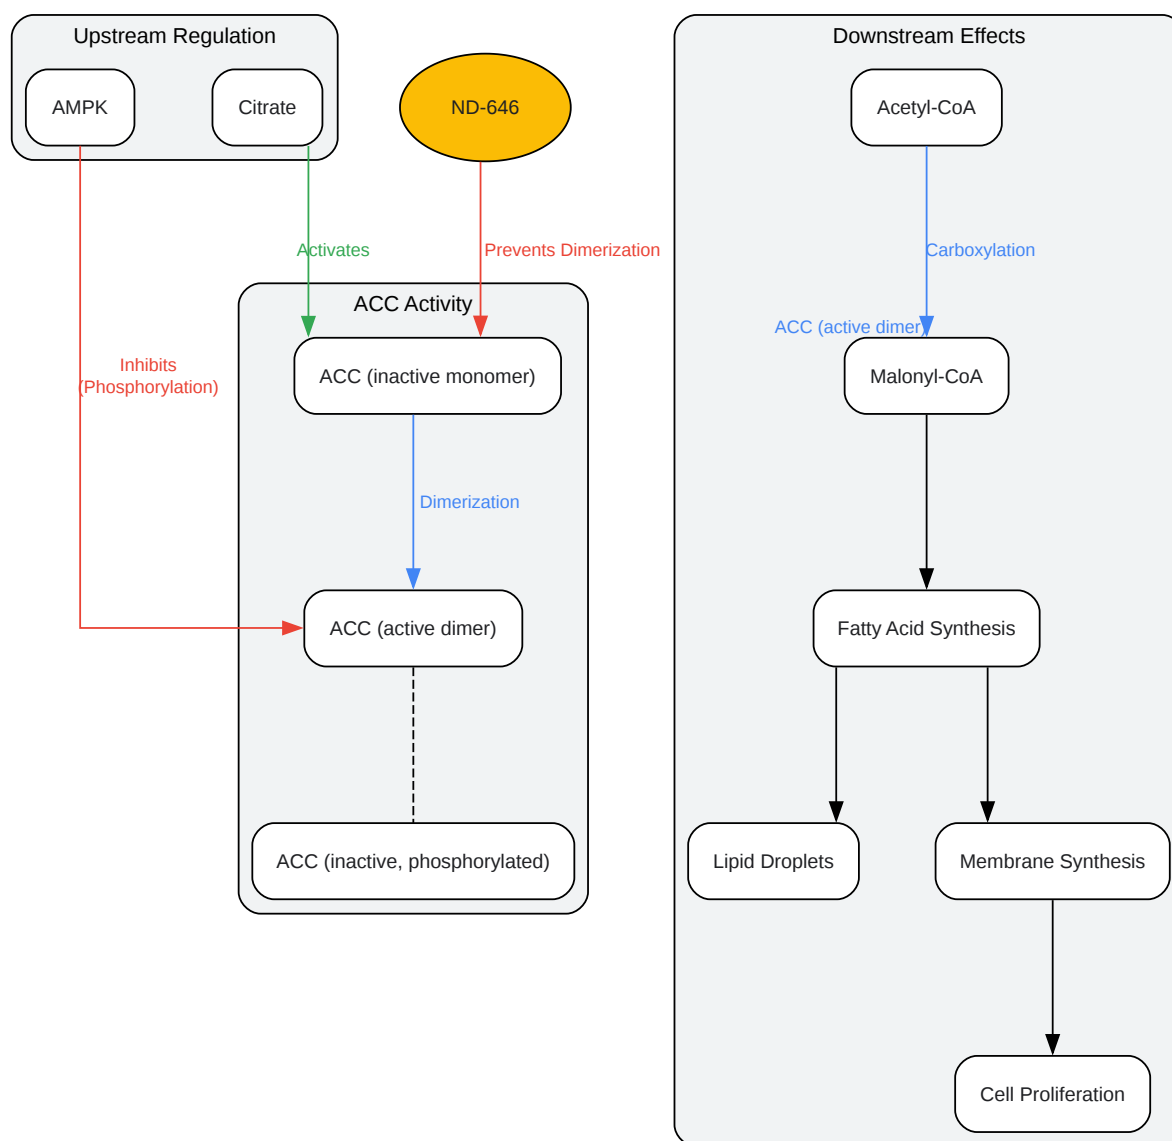 Upstream Regulation
AMPK
Citrate
ND-646
Activates
Prevents Dimerization
Inhibits
(Phosphorylation)
ACC Activity
ACC (inactive monomer)
Dimerization
ACC (active dimer)
ACC (inactive, phosphorylated)
Downstream Effects
Acetyl-CoA
Carboxylation
ACC (active dimer)
Malonyl-CoA
Fatty Acid Synthesis
Lipid Droplets
Membrane Synthesis
Cell Proliferation